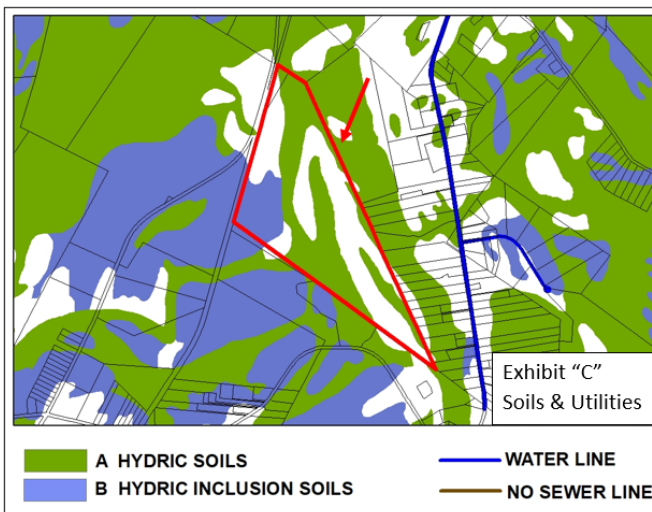 Exhibit “C”
Soils & Utilities
A HYDRIC SOILS
B HYDRIC INCLUSION SOILS
WATER LINE
NO SEWER LINE